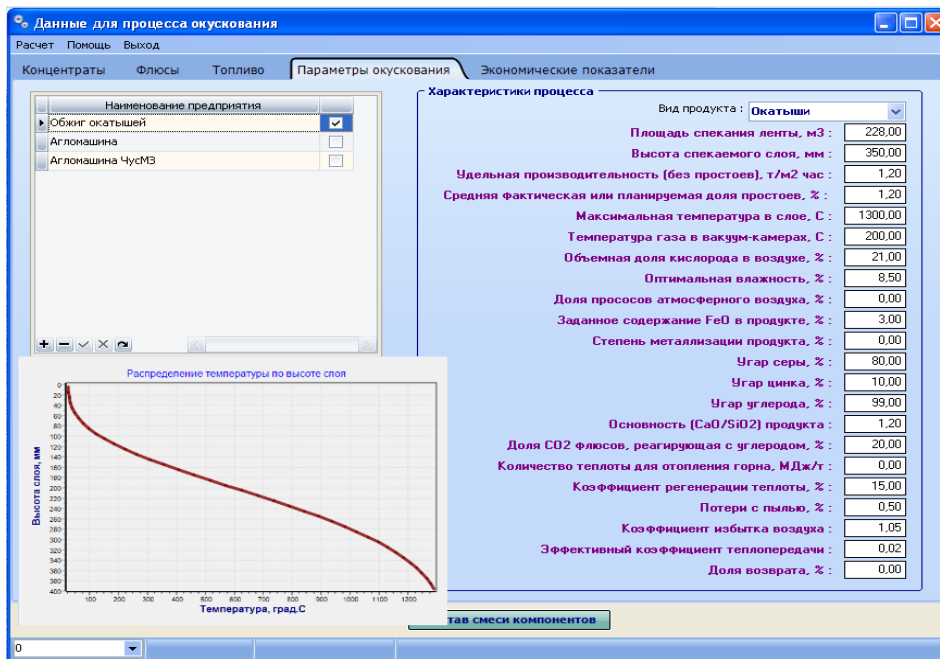 Данные для процесса окускования
Расчет Помощь Выход
Концентраты Флюсы Топливо Параметры окускования Экономические показатели
Наименование предприятия
Обжиг окатышей
Агломашина
Агломашина ЧусМЗ
Характеристики процесса
Вид продукта : Окатыши
Площадь спекания ленты, м3 : 228,00
Высота спекаемого слоя, мм : 350,00
Удельная производительность (без простоев), т/м2 час : 1,20
Средняя фактическая или планируемая доля простоев, % : 1,20
Максимальная температура в слое, С : 1300,00
Температура газа в вакуум-камерах, С : 200,00
Объемная доля кислорода в воздухе, % : 21,00
Оптимальная влажность, % : 8,50
Доля прососов атмосферного воздуха, % : 0,00
Заданное содержание FeO в продукте, % : 3,00
Степень металлизации продукта, % : 0,00
Угар серы, % : 80,00
Угар цинка, % : 10,00
Угар углерода, % : 99,00
Основность (CaO/SiO2) продукта : 1,20
Доля СО2 флюсов, реагирующая с углеродом, % : 20,00
Количество теплоты для отопления горна, МДж/т : 0,00
Коэффициент регенерации теплоты, % : 15,00
Потери с пылью, % : 0,50
Коэффициент избытка воздуха : 1,05
Эффективный коэффициент теплопередачи : 0,02
Доля возврата, % : 0,00
Распределение температуры по высоте слоя
Высота слоя, мм
0
20
40
60
80
100
120
140
160
180
200
220
240
260
280
300
320
340
360
380
400
100 200 300 400 500 600 700 800 900 1000 1100 1200
Температура, град.С
тав смеси компонентов
0